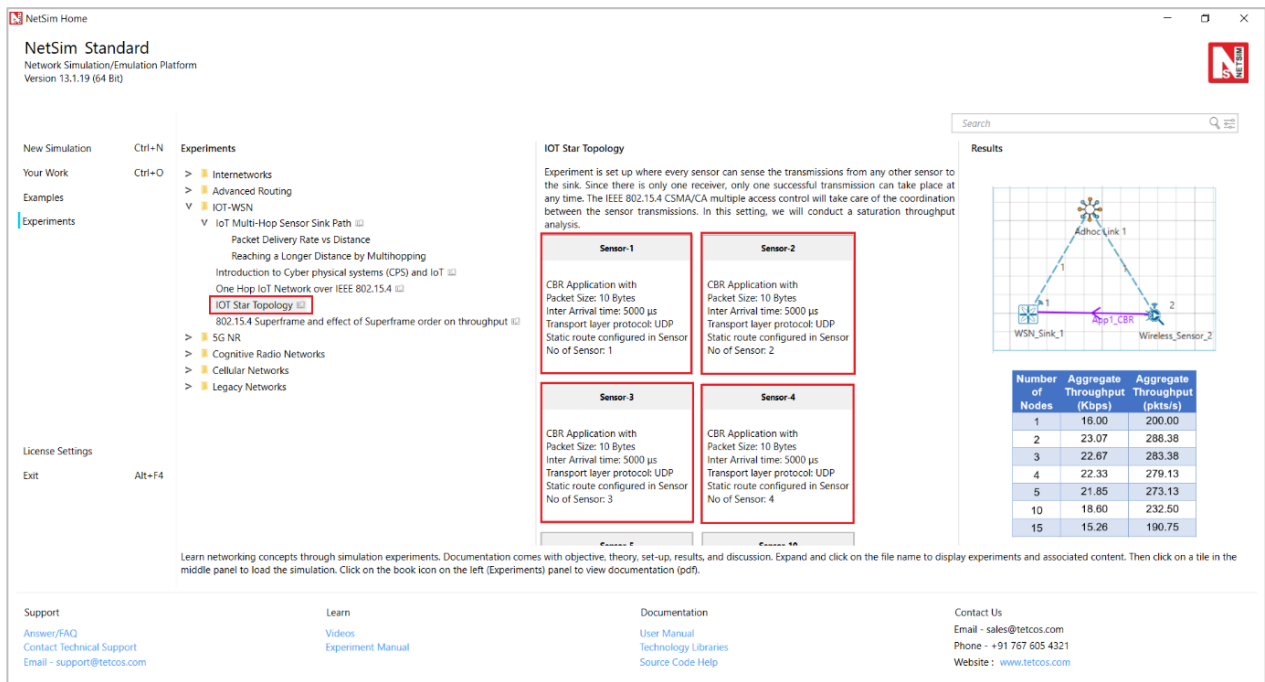 NetSim Home
NetSim Standard
Network Simulation/Emulation Platform
Version 13.1.19 (64 Bit)
NETSIM
Search
New Simulation Ctrl+N
Your Work Ctrl+O
Examples
Experiments
License Settings
Exit Alt+F4
Experiments
> Internetworks
> Advanced Routing
v IOT-WSN
v IoT Multi-Hop Sensor Sink Path
Packet Delivery Rate vs Distance
Reaching a Longer Distance by Multihopping
Introduction to Cyber physical systems (CPS) and IoT
One Hop IoT Network over IEEE 802.15.4
IOT Star Topology
802.15.4 Superframe and effect of Superframe order on throughput
> 5G NR
> Cognitive Radio Networks
> Cellular Networks
> Legacy Networks
IOT Star Topology
Experiment is set up where every sensor can sense the transmissions from any other sensor to
the sink. Since there is only one receiver, only one successful transmission can take place at
any time. The IEEE 802.15.4 CSMA/CA multiple access control will take care of the coordination
between the sensor transmissions. In this setting, we will conduct a saturation throughput
analysis.
Sensor-1
CBR Application with
Packet Size: 10 Bytes
Inter Arrival time: 5000 µs
Transport layer protocol: UDP
Static route configured in Sensor
No of Sensor: 1
Sensor-2
CBR Application with
Packet Size: 10 Bytes
Inter Arrival time: 5000 µs
Transport layer protocol: UDP
Static route configured in Sensor
No of Sensor: 2
Sensor-3
CBR Application with
Packet Size: 10 Bytes
Inter Arrival time: 5000 µs
Transport layer protocol: UDP
Static route configured in Sensor
No of Sensor: 3
Sensor-4
CBR Application with
Packet Size: 10 Bytes
Inter Arrival time: 5000 µs
Transport layer protocol: UDP
Static route configured in Sensor
No of Sensor: 4
Results
Adhoc Link 1
1 1
1 2
App1_CBR
WSN_Sink_1 Wireless_Sensor_2
Number of Nodes Aggregate Throughput (Kbps) Aggregate Throughput (pkts/s)
1 16.00 200.00
2 23.07 288.38
3 22.67 283.38
4 22.33 279.13
5 21.85 273.13
10 18.60 232.50
15 15.26 190.75
Learn networking concepts through simulation experiments. Documentation comes with objective, theory, set-up, results, and discussion. Expand and click on the file name to display experiments and associated content. Then click on a tile in the
middle panel to load the simulation. Click on the book icon on the left (Experiments) panel to view documentation (pdf).
Support
Answer/FAQ
Contact Technical Support
Email - support@tetcos.com
Learn
Videos
Experiment Manual
Documentation
User Manual
Technology Libraries
Source Code Help
Contact Us
Email - sales@tetcos.com
Phone - +91 767 605 4321
Website : www.tetcos.com